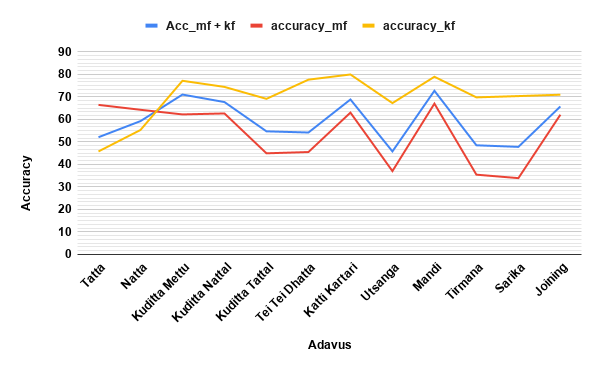 Acc_mf + kf accuracy_mf accuracy_kf
90
80
70
60
50
40
30
20
10
0
Accuracy
Tatta
Natta
Kuditta Mettu
Kuditta Nattal
Kuditta Tattal
Tei Tei Dhatta
Katti Kartari
Utsanga
Mandi
Tirmana
Sarika
Joining
Adavus